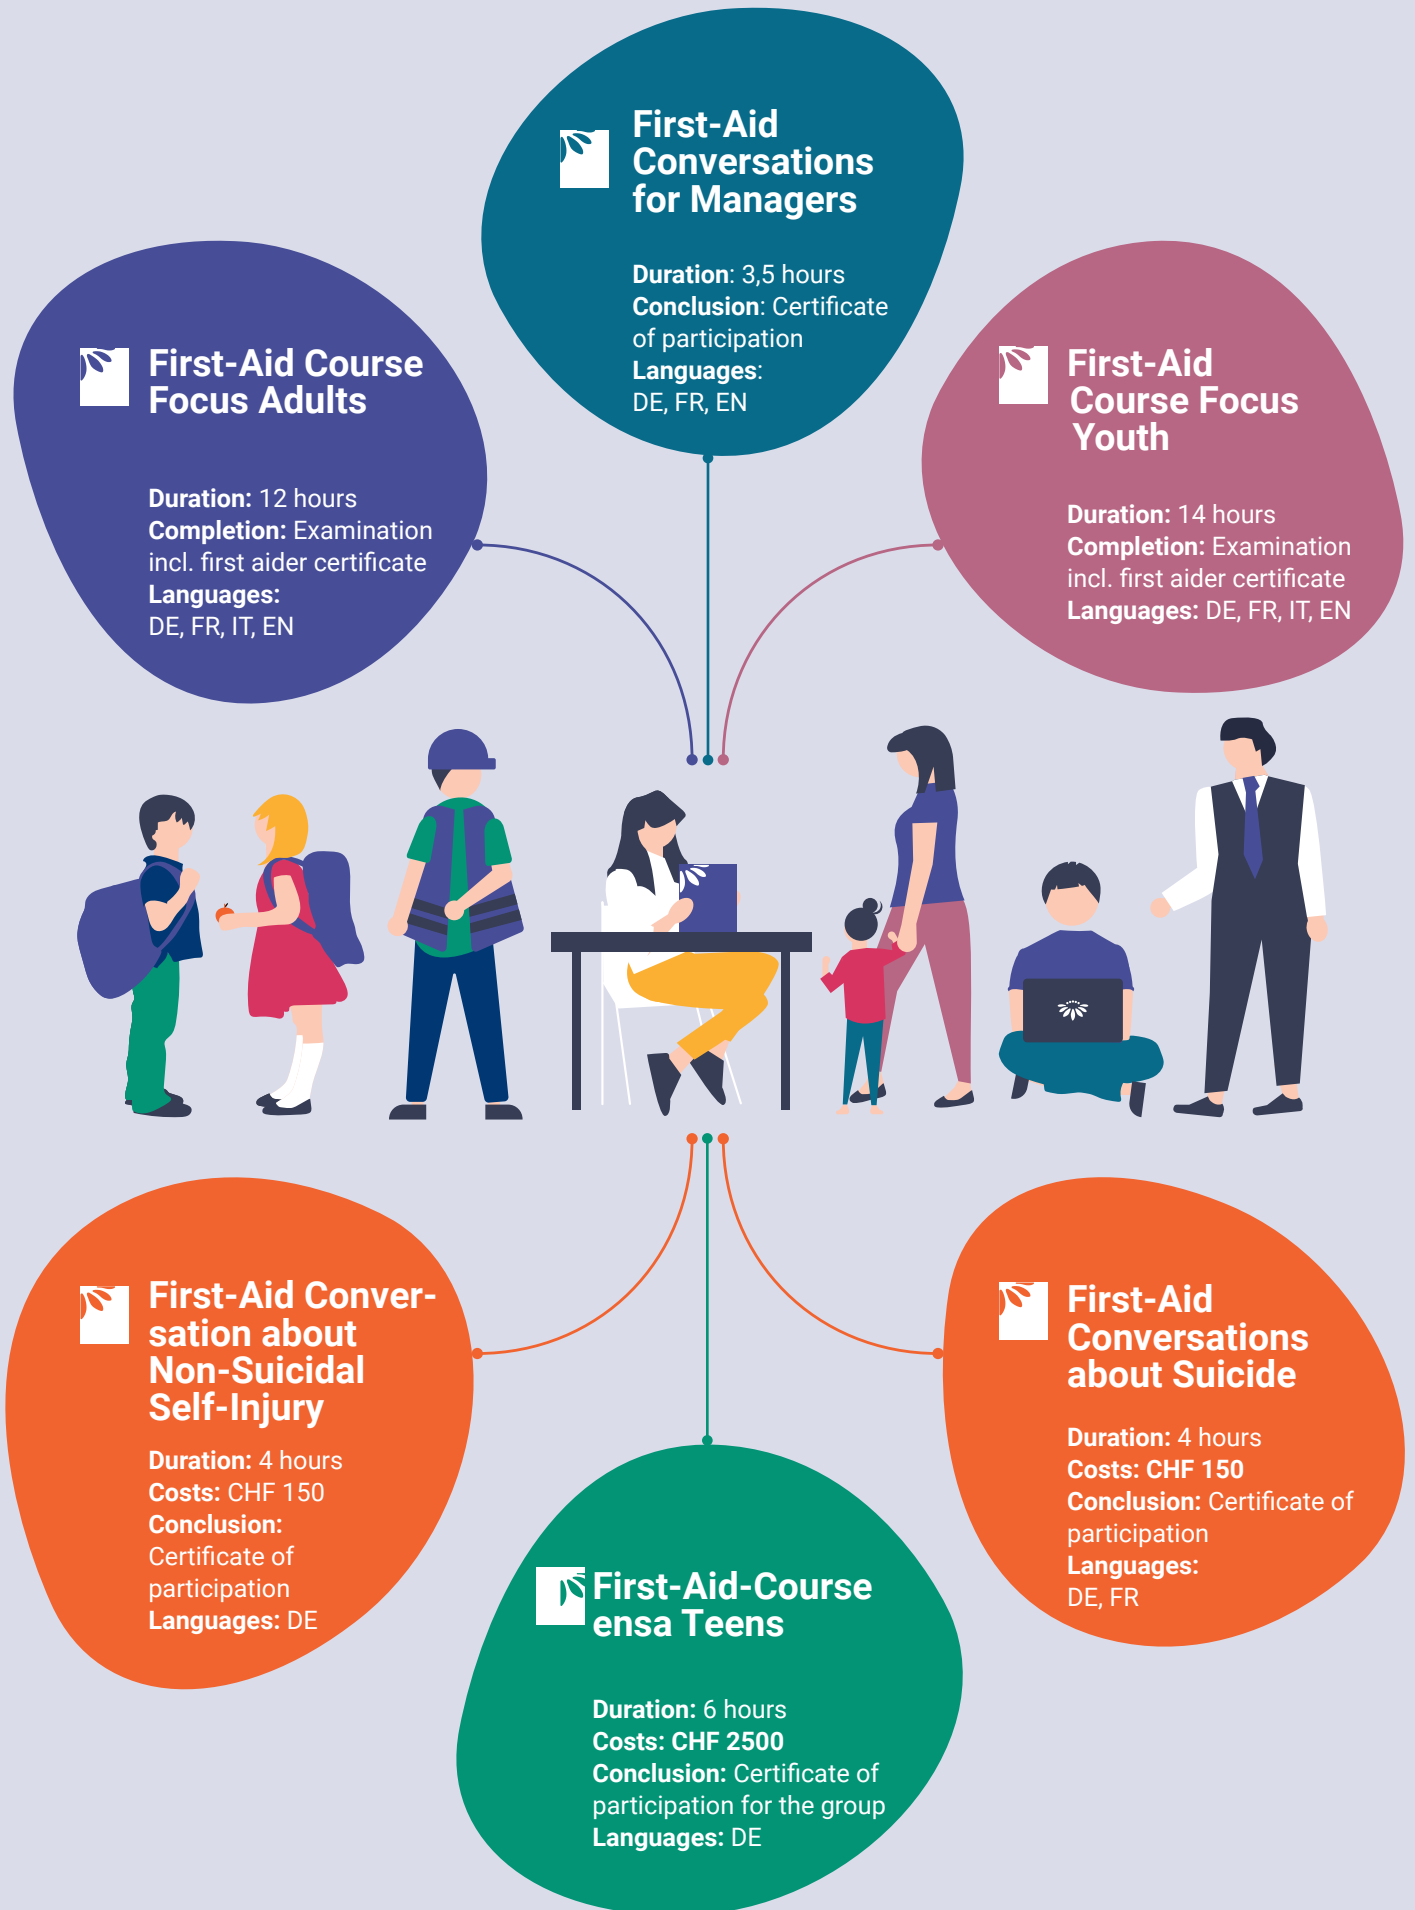 First-Aid
Conversations
for Managers
Duration: 3,5 hours
Conclusion: Certificate
of participation
Languages:
DE, FR, EN
First-Aid Course
Focus Adults
Duration: 12 hours
Completion: Examination
incl. first aider certificate
Languages:
DE, FR, IT, EN
First-Aid
Course Focus
Youth
Duration: 14 hours
Completion: Examination
incl. first aider certificate
Languages: DE, FR, IT, EN
First-Aid Conver-
sation about
Non-Suicidal
Self-Injury
Duration: 4 hours
Costs: CHF 150
Conclusion:
Certificate of
participation
Languages: DE
First-Aid
Conversations
about Suicide
Duration: 4 hours
Costs: CHF 150
Conclusion: Certificate of
participation
Languages:
DE, FR
First-Aid-Course
ensa Teens
Duration: 6 hours
Costs: CHF 2500
Conclusion: Certificate of
participation for the group
Languages: DE